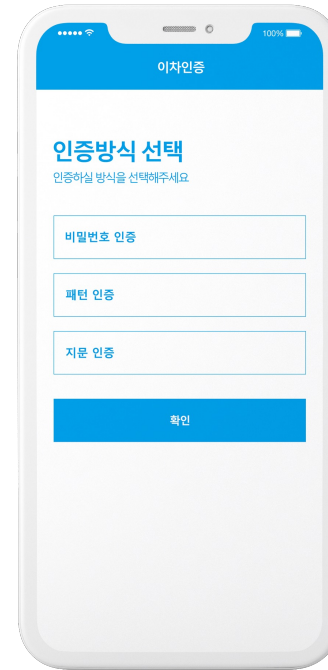 100%
이차인증
인증방식 선택
인증하실 방식을 선택해주세요
비밀번호 인증
패턴 인증
지문 인증
확인